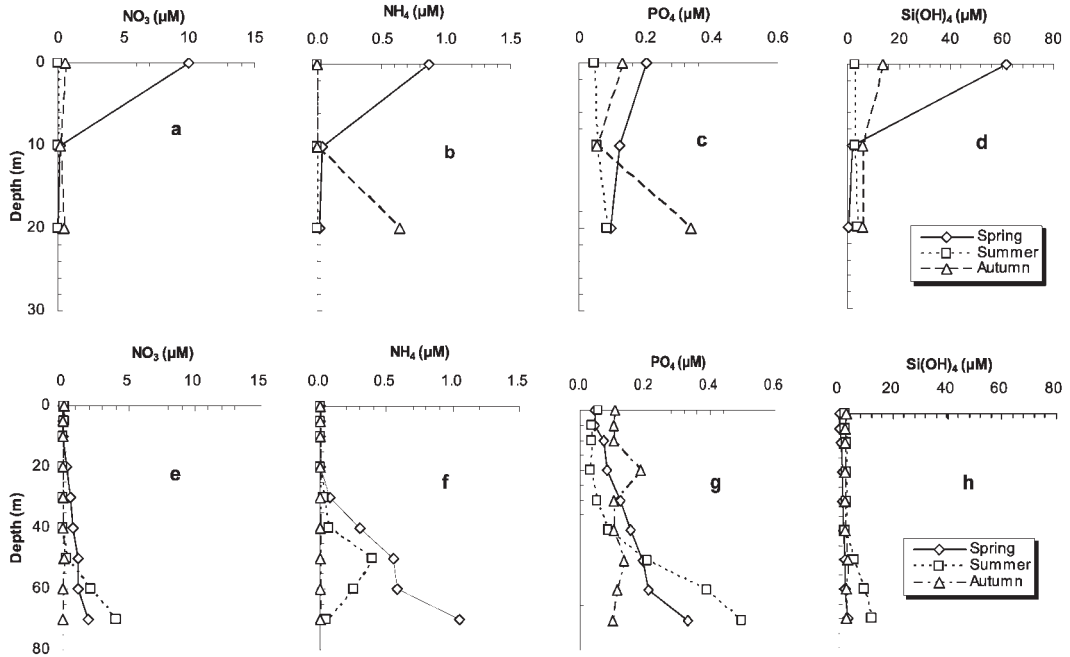 NO3 (µM)
0 5 10 15
NH4 (µM)
0.0 0.5 1.0 1.5
PO4 (µM)
0.0 0.2 0.4 0.6
Si(OH)4 (µM)
0 20 40 60 80
Depth (m)
0
10
20
30
a
b
c
d
Spring
Summer
Autumn
NO3 (µM)
0 5 10 15
NH4 (µM)
0.0 0.5 1.0 1.5
PO4 (µM)
0.0 0.2 0.4 0.6
Si(OH)4 (µM)
0 20 40 60 80
Depth (m)
0
20
40
60
80
e
f
g
h
Spring
Summer
Autumn